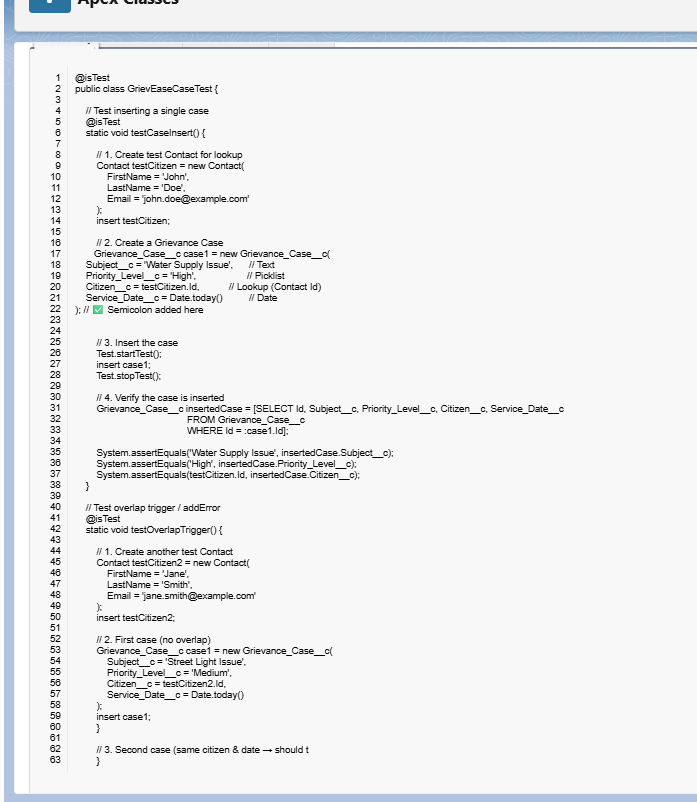 Apex Classes
1 @isTest
2 public class GrievEaseCaseTest {
3
4 // Test inserting a single case
5 @isTest
6 static void testCaseInsert() {
7
8 // 1. Create test Contact for lookup
9 Contact testCitizen = new Contact(
10 FirstName = 'John',
11 LastName = 'Doe',
12 Email = 'john.doe@example.com'
13 );
14 insert testCitizen;
15
16 // 2. Create a Grievance Case
17 Grievance_Case__c case1 = new Grievance_Case__c(
18 Subject__c = 'Water Supply Issue', // Text
19 Priority_Level__c = 'High', // Picklist
20 Citizen__c = testCitizen.Id, // Lookup (Contact Id)
21 Service_Date__c = Date.today() // Date
22 ); // ✅ Semicolon added here
23
24
25 // 3. Insert the case
26 Test.startTest();
27 insert case1;
28 Test.stopTest();
29
30 // 4. Verify the case is inserted
31 Grievance_Case__c insertedCase = [SELECT Id, Subject__c, Priority_Level__c, Citizen__c, Service_Date__c
32 FROM Grievance_Case__c
33 WHERE Id = :case1.Id];
34
35 System.assertEquals('Water Supply Issue', insertedCase.Subject__c);
36 System.assertEquals('High', insertedCase.Priority_Level__c);
37 System.assertEquals(testCitizen.Id, insertedCase.Citizen__c);
38 }
39
40 // Test overlap trigger / addError
41 @isTest
42 static void testOverlapTrigger() {
43
44 // 1. Create another test Contact
45 Contact testCitizen2 = new Contact(
46 FirstName = 'Jane',
47 LastName = 'Smith',
48 Email = 'jane.smith@example.com'
49 );
50 insert testCitizen2;
51
52 // 2. First case (no overlap)
53 Grievance_Case__c case1 = new Grievance_Case__c(
54 Subject__c = 'Street Light Issue',
55 Priority_Level__c = 'Medium',
56 Citizen__c = testCitizen2.Id,
57 Service_Date__c = Date.today()
58 );
59 insert case1;
60 }
61
62 // 3. Second case (same citizen & date → should t
63 }